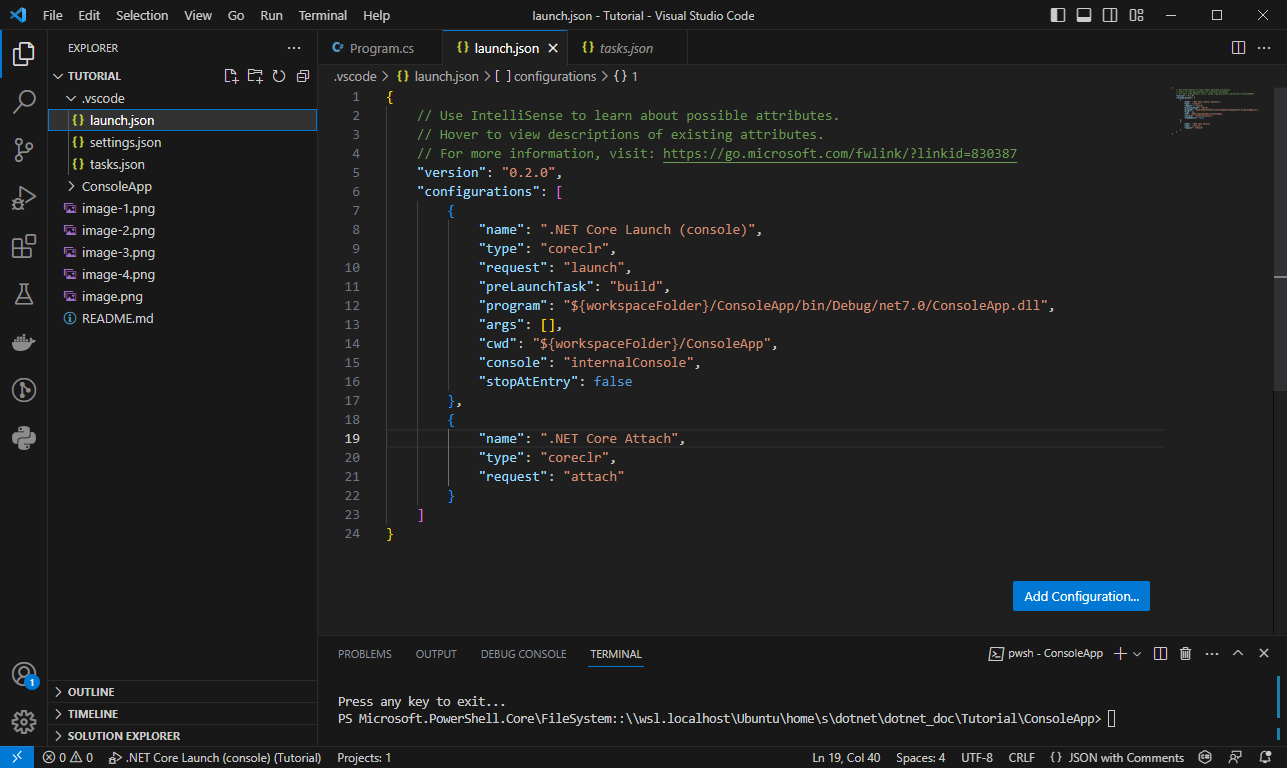 File Edit Selection View Go Run Terminal Help launch.json - Tutorial - Visual Studio Code
EXPLORER
TUTORIAL
.vscode
launch.json
settings.json
tasks.json
ConsoleApp
image-1.png
image-2.png
image-3.png
image-4.png
image.png
README.md
OUTLINE
TIMELINE
SOLUTION EXPLORER
1
C# Program.cs {} launch.json {} tasks.json
.vscode > {} launch.json > [ ] configurations > {} 1
1 {
2 // Use IntelliSense to learn about possible attributes.
3 // Hover to view descriptions of existing attributes.
4 // For more information, visit: https://go.microsoft.com/fwlink/?linkid=830387
5 "version": "0.2.0",
6 "configurations": [
7 {
8 "name": ".NET Core Launch (console)",
9 "type": "coreclr",
10 "request": "launch",
11 "preLaunchTask": "build",
12 "program": "${workspaceFolder}/ConsoleApp/bin/Debug/net7.0/ConsoleApp.dll",
13 "args": [],
14 "cwd": "${workspaceFolder}/ConsoleApp",
15 "console": "internalConsole",
16 "stopAtEntry": false
17 },
18 {
19 "name": ".NET Core Attach",
20 "type": "coreclr",
21 "request": "attach"
22 }
23 ]
24 }
Add Configuration...
PROBLEMS OUTPUT DEBUG CONSOLE TERMINAL pwsh - ConsoleApp
Press any key to exit...
PS Microsoft.PowerShell.Core\FileSystem::\\wsl.localhost\Ubuntu\home\s\dotnet\dotnet_doc\Tutorial\ConsoleApp>
0 0 .NET Core Launch (console) (Tutorial) Projects: 1 Ln 19, Col 40 Spaces: 4 UTF-8 CRLF {} JSON with Comments